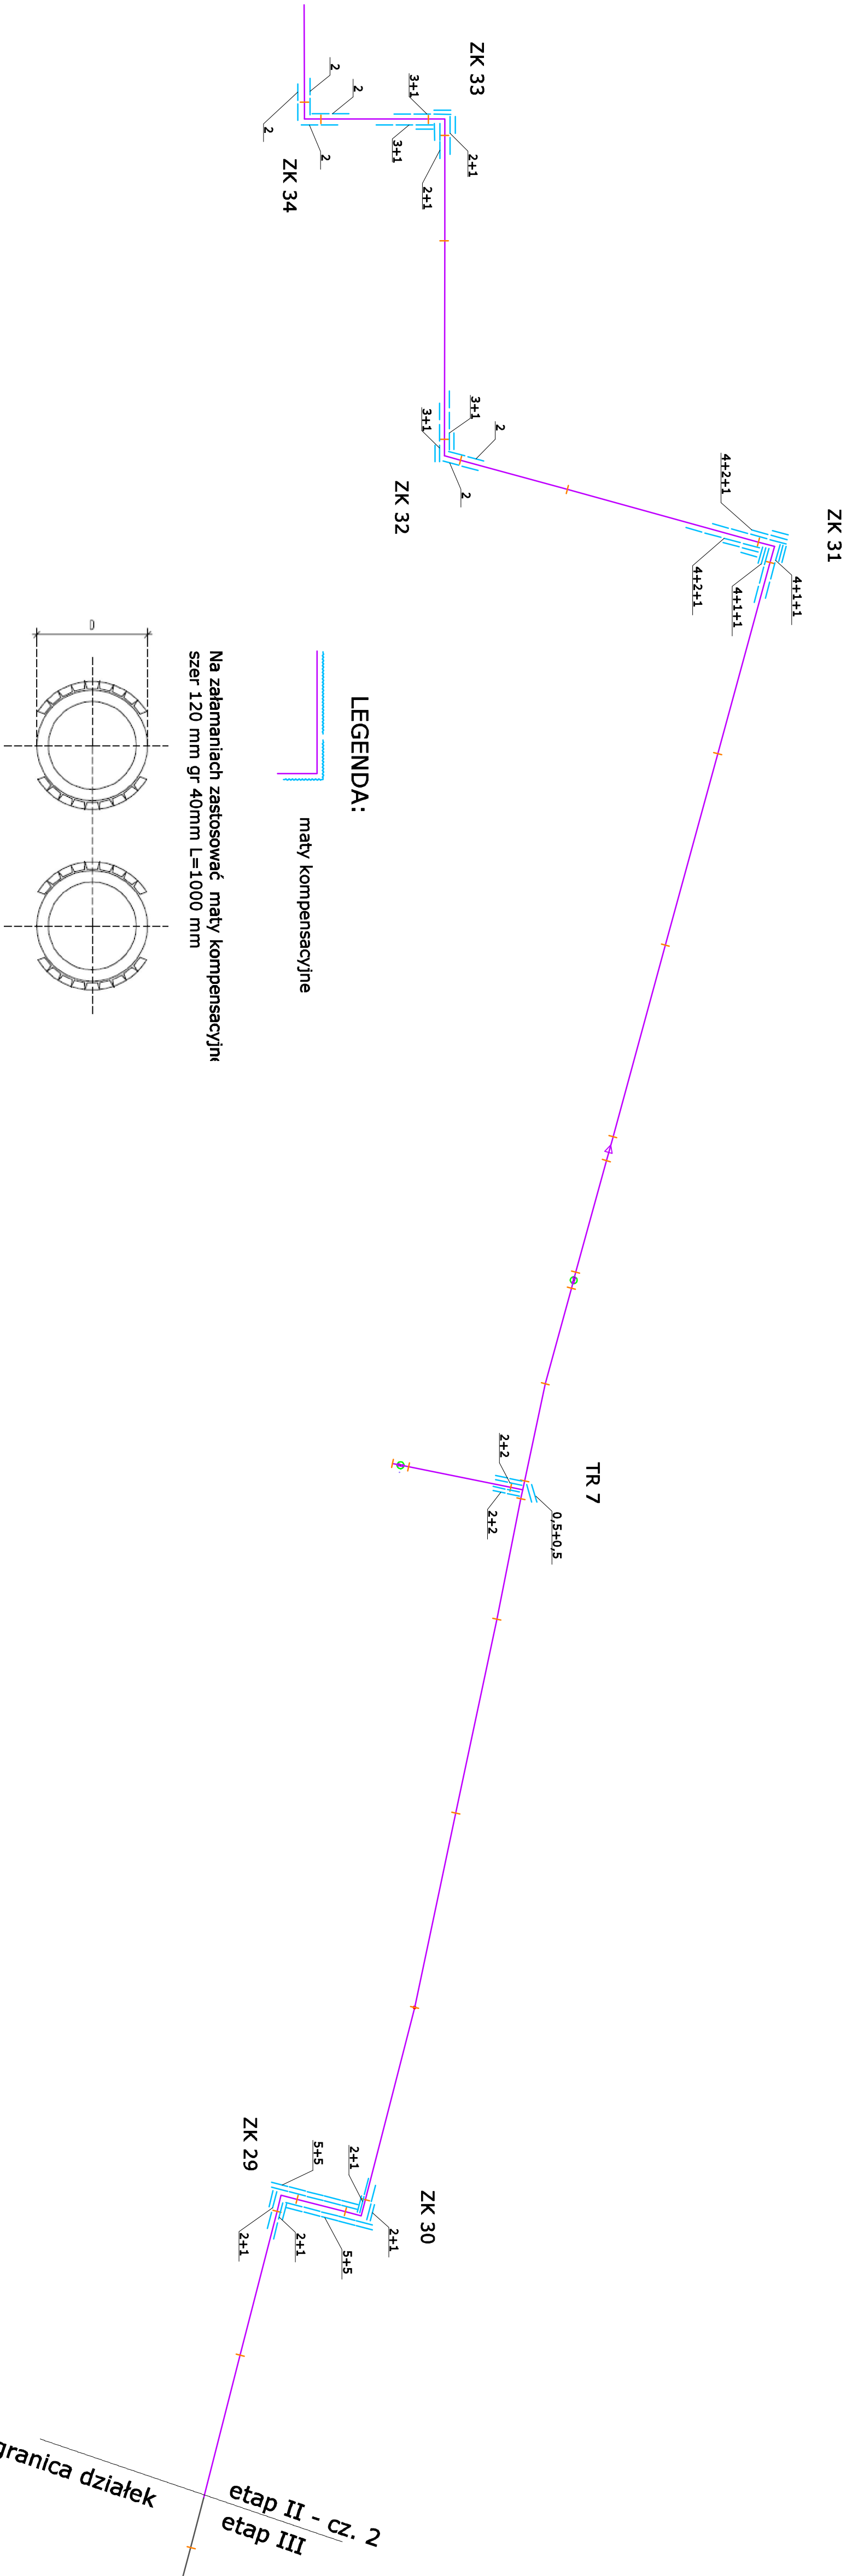 ZK 33
3+1
3+1
2+1
2+1
2
2
2
2
ZK 34
3+1
3+1
2
2
ZK 32
ZK 31
4+2+1
4+2+1
4+1+1
4+1+1
LEGENDA:
maty kompensacyjne
Na załamaniach zastosować maty kompensacyjne
szer 120 mm gr 40mm L=1000 mm
D
TR 7
2+2
2+2
0,5+0,5
ZK 29
5+5
2+1
ZK 30
2+1
5+5
2+1
2+1
granica działek
etap II - cz. 2
etap III